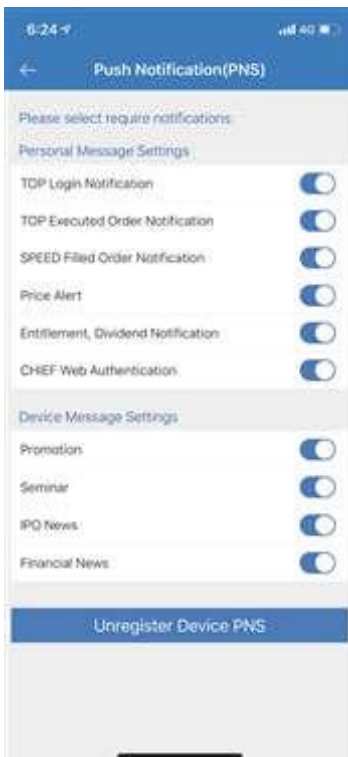 6:24
4G
Push Notification(PNS)
Please select require notifications:
Personal Message Settings
TOP Login Notification
TOP Executed Order Notification
SPEED Filled Order Notification
Price Alert
Entitlement, Dividend Notification
CHIEF Web Authentication
Device Message Settings
Promotion
Seminar
IPO News
Financial News
Unregister Device PNS